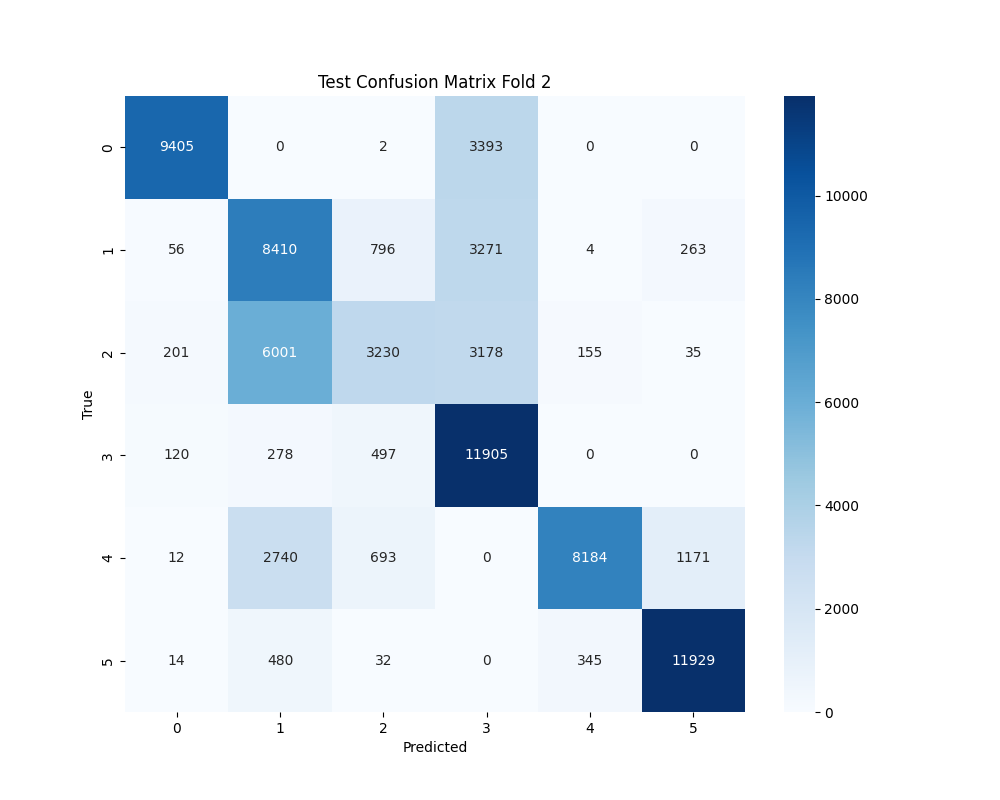 Test Confusion Matrix Fold 2
0 9405 0 2 3393 0 0
1 56 8410 796 3271 4 263
2 201 6001 3230 3178 155 35
3 120 278 497 11905 0 0
4 12 2740 693 0 8184 1171
5 14 480 32 0 345 11929
0 1 2 3 4 5
Predicted
True
10000
8000
6000
4000
2000
0